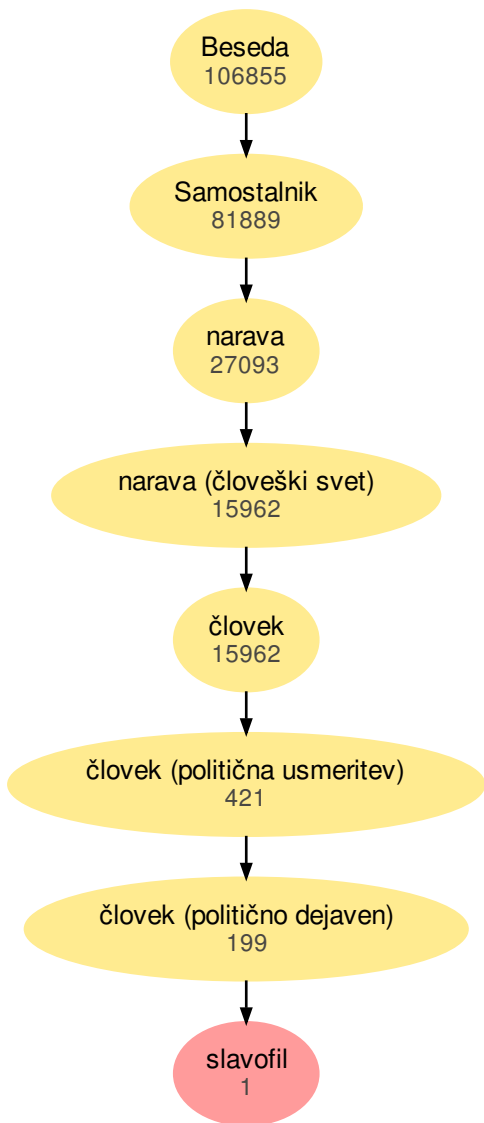 Beseda
106855
Samostalnik
81889
narava
27093
narava (človeški svet)
15962
človek
15962
človek (politična usmeritev)
421
človek (politično dejaven)
199
slavofil
1